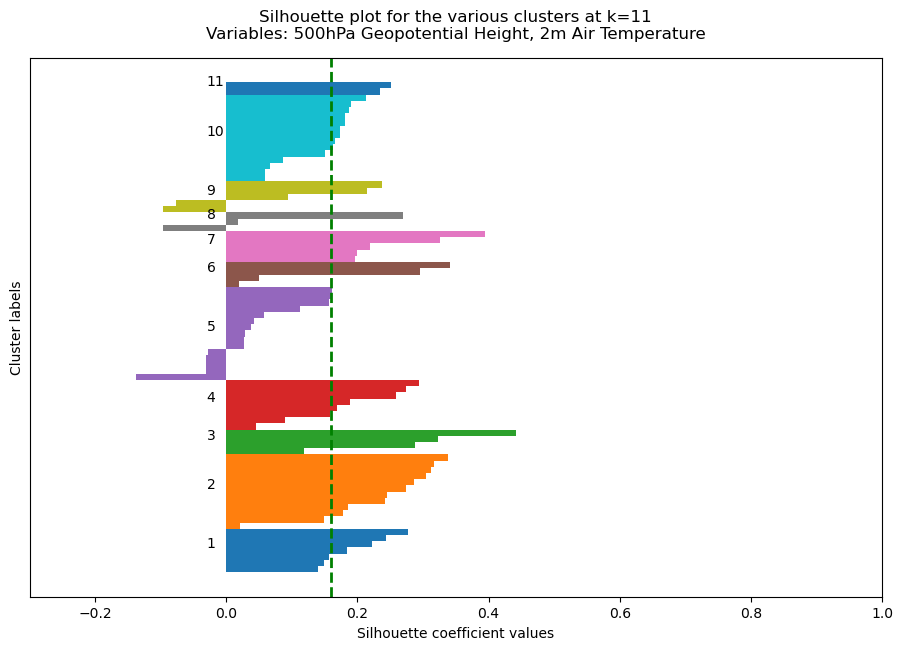 Silhouette plot for the various clusters at k=11
Variables: 500hPa Geopotential Height, 2m Air Temperature
11
10
9
8
7
6
5
4
3
2
1
Cluster labels
−0.2 0.0 0.2 0.4 0.6 0.8 1.0
Silhouette coefficient values